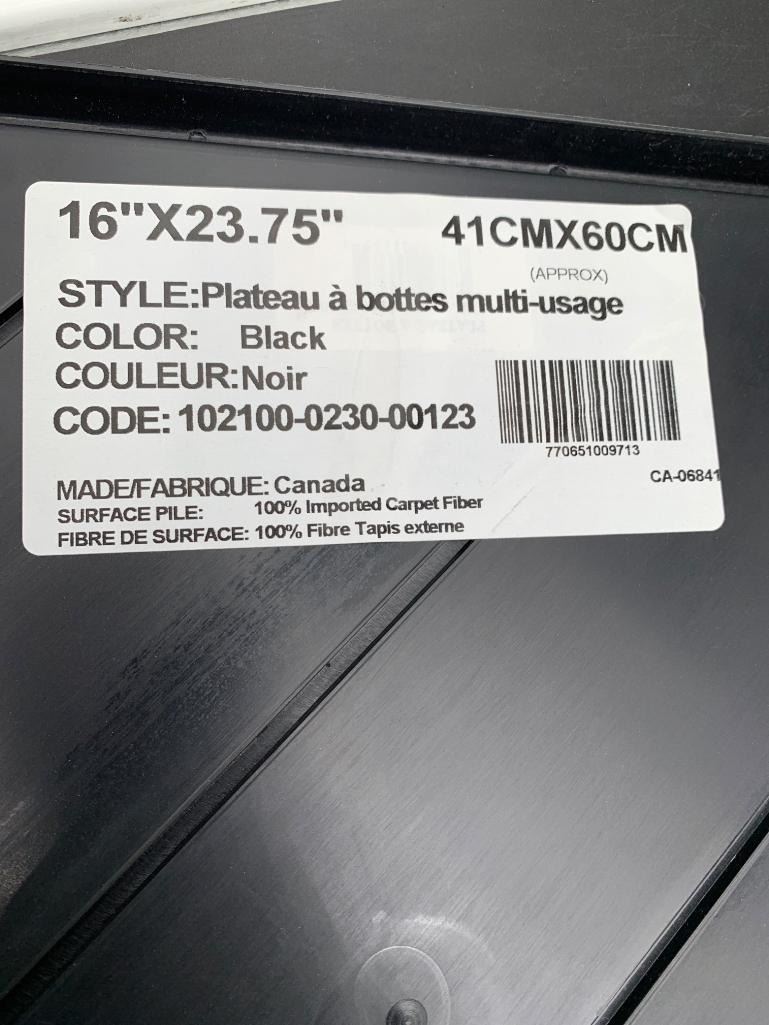 16"X23.75" 41CMX60CM
(APPROX)
STYLE:Plateau à bottes multi-usage
COLOR: Black
COULEUR:Noir
CODE: 102100-0230-00123
770651009713
CA-06841
MADE/FABRIQUE: Canada
SURFACE PILE: 100% Imported Carpet Fiber
FIBRE DE SURFACE: 100% Fibre Tapis externe